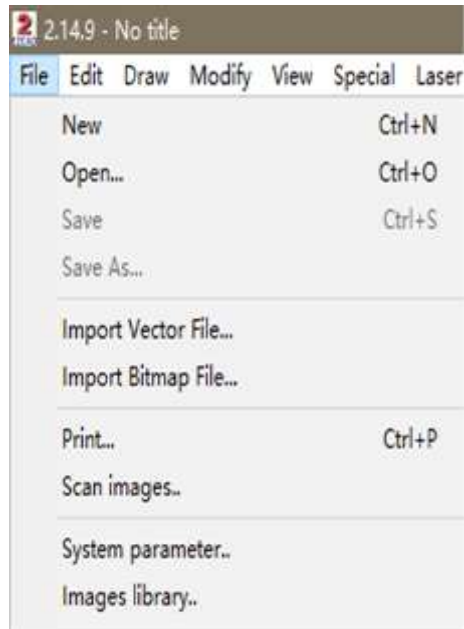 2.14.9 - No title
File Edit Draw Modify View Special Laser
New Ctrl+N
Open... Ctrl+O
Save Ctrl+S
Save As...
Import Vector File...
Import Bitmap File...
Print... Ctrl+P
Scan images..
System parameter..
Images library..